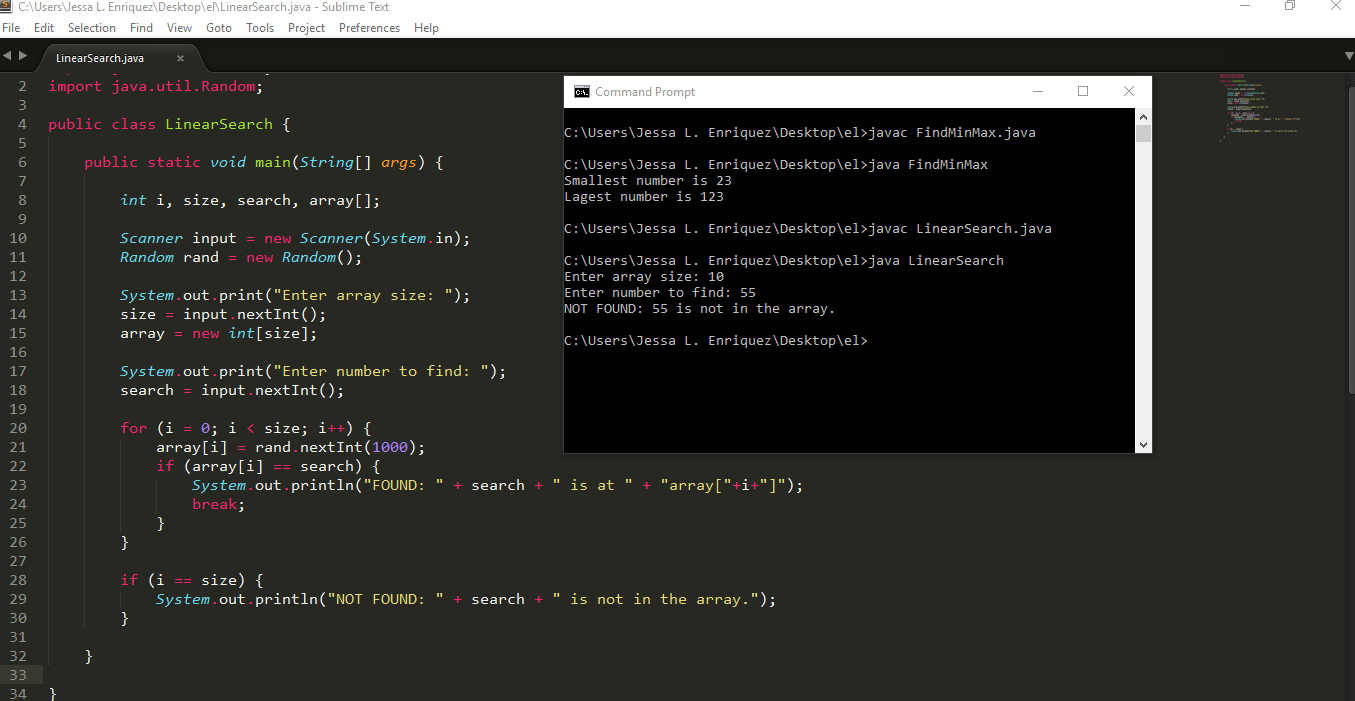 C:\Users\Jessa L. Enriquez\Desktop\el\LinearSearch.java - Sublime Text
File Edit Selection Find View Goto Tools Project Preferences Help
LinearSearch.java ×
2 import java.util.Random;
3
4 public class LinearSearch {
5
6 public static void main(String[] args) {
7
8 int i, size, search, array[];
9
10 Scanner input = new Scanner(System.in);
11 Random rand = new Random();
12
13 System.out.print("Enter array size: ");
14 size = input.nextInt();
15 array = new int[size];
16
17 System.out.print("Enter number to find: ");
18 search = input.nextInt();
19
20 for (i = 0; i < size; i++) {
21 array[i] = rand.nextInt(1000);
22 if (array[i] == search) {
23 System.out.println("FOUND: " + search + " is at " + "array["+i+"]");
24 break;
25 }
26 }
27
28 if (i == size) {
29 System.out.println("NOT FOUND: " + search + " is not in the array.");
30 }
31
32 }
33
34 }
Command Prompt
C:\Users\Jessa L. Enriquez\Desktop\el>javac FindMinMax.java
C:\Users\Jessa L. Enriquez\Desktop\el>java FindMinMax
Smallest number is 23
Lagest number is 123
C:\Users\Jessa L. Enriquez\Desktop\el>javac LinearSearch.java
C:\Users\Jessa L. Enriquez\Desktop\el>java LinearSearch
Enter array size: 10
Enter number to find: 55
NOT FOUND: 55 is not in the array.
C:\Users\Jessa L. Enriquez\Desktop\el>